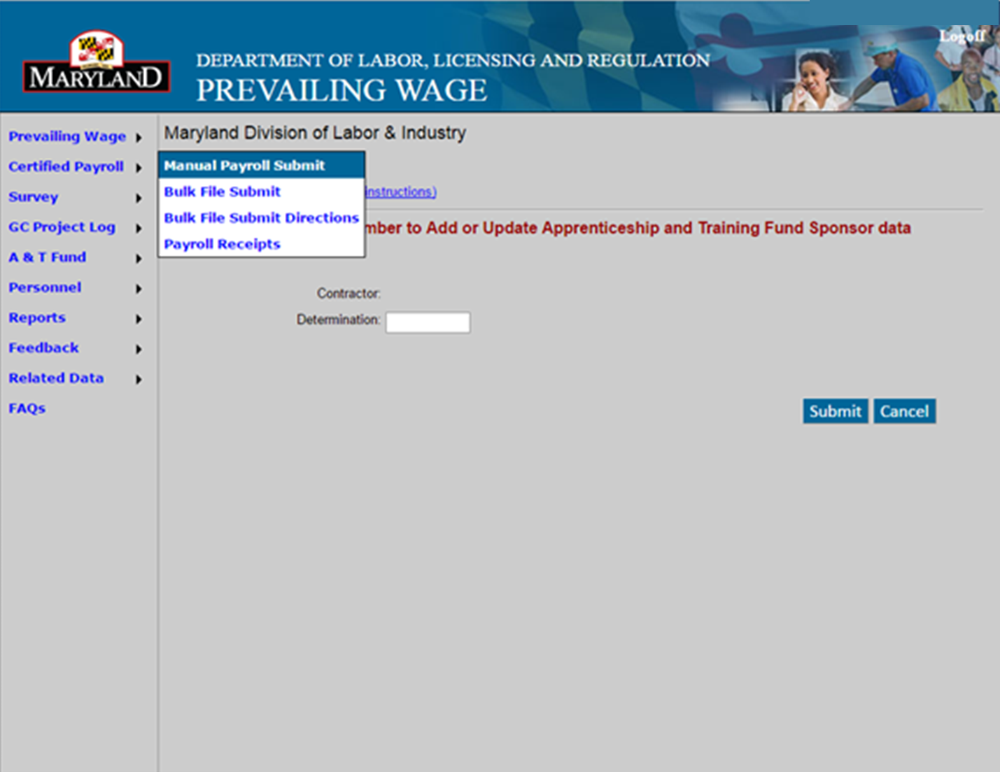 Logoff
MARYLAND
DEPARTMENT OF LABOR, LICENSING AND REGULATION
PREVAILING WAGE
Prevailing Wage
Certified Payroll
Survey
GC Project Log
A & T Fund
Personnel
Reports
Feedback
Related Data
FAQs
Maryland Division of Labor & Industry
Manual Payroll Submit
Bulk File Submit
Bulk File Submit Directions
Payroll Receipts
instructions)
mber to Add or Update Apprenticeship and Training Fund Sponsor data
Contractor:
Determination:
Submit Cancel